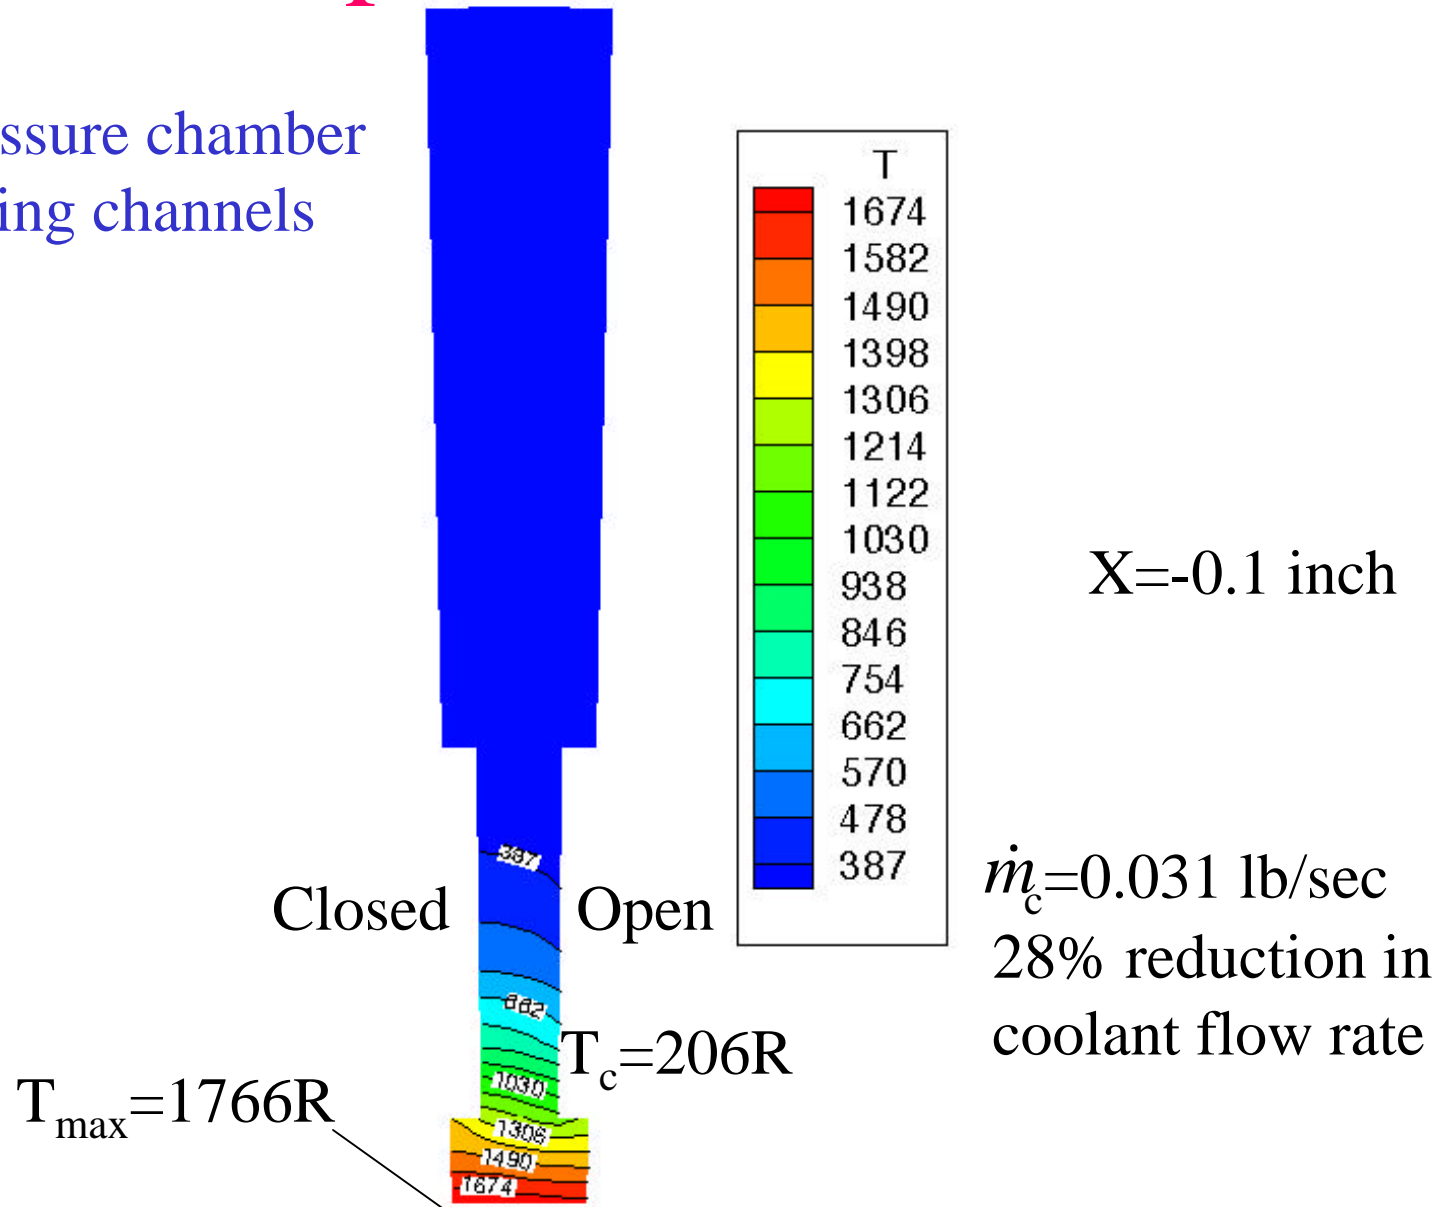 ssure chamber
ing channels
T
1674
1582
1490
1398
1306
1214
1122
1030
938
846
754
662
570
478
387
X=-0.1 inch
387
Closed
Open
ṁc=0.031 lb/sec
28% reduction in
coolant flow rate
662
Tc=206R
1030
Tmax=1766R
1306
1490
1674